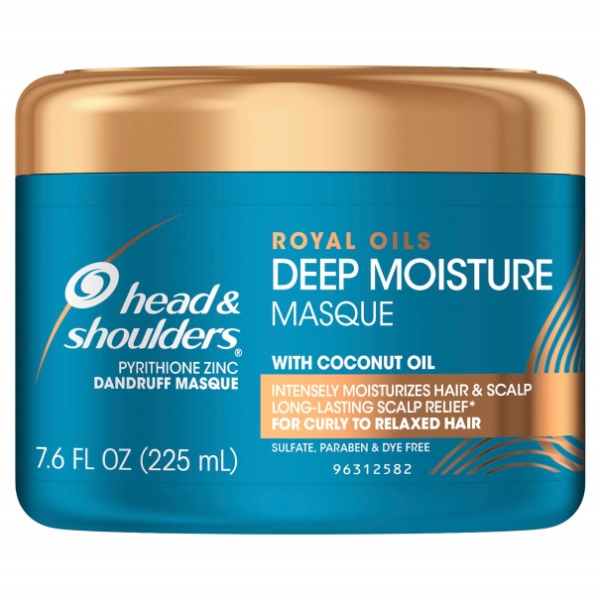 head &
shoulders®
PYRITHIONE ZINC
DANDRUFF MASQUE
7.6 FL OZ (225 mL)
ROYAL OILS
DEEP MOISTURE
MASQUE
WITH COCONUT OIL
INTENSELY MOISTURIZES HAIR & SCALP
LONG-LASTING SCALP RELIEF*
FOR CURLY TO RELAXED HAIR
SULFATE, PARABEN & DYE FREE
96312582